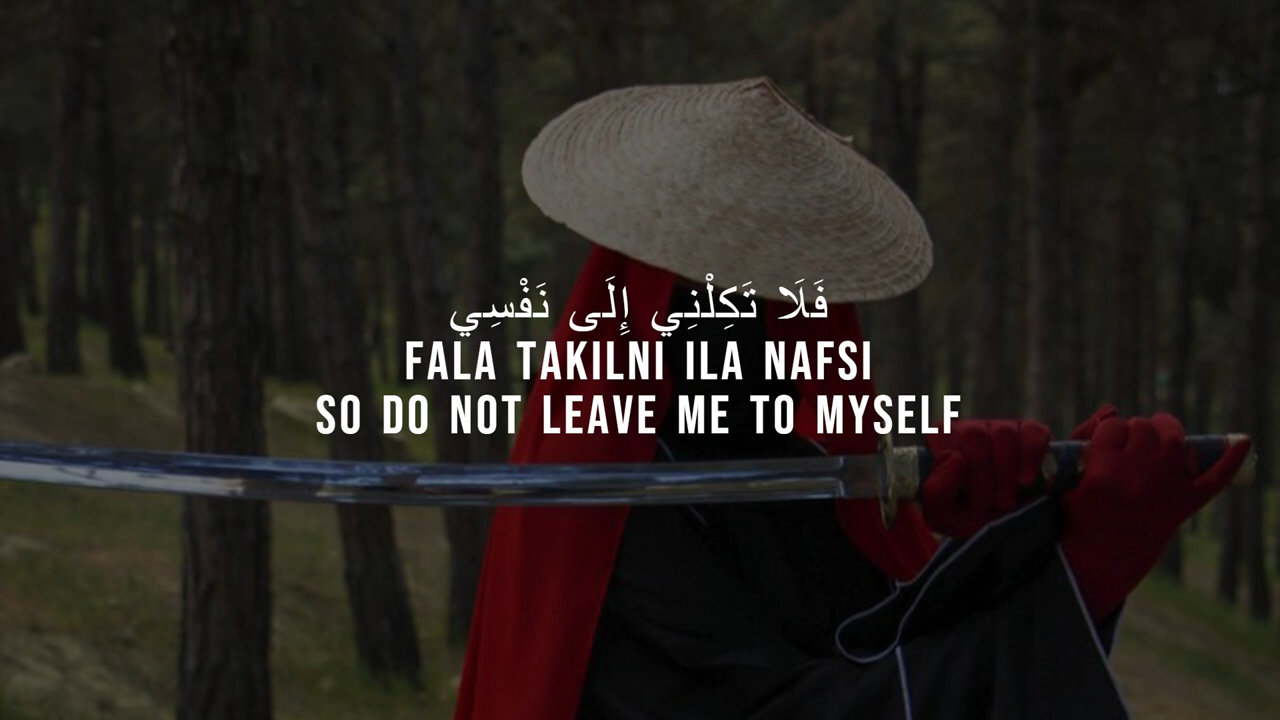 فَلَا تَكِلْنِي إِلَى نَفْسِي
FALA TAKILNI ILA NAFSI
SO DO NOT LEAVE ME TO MYSELF